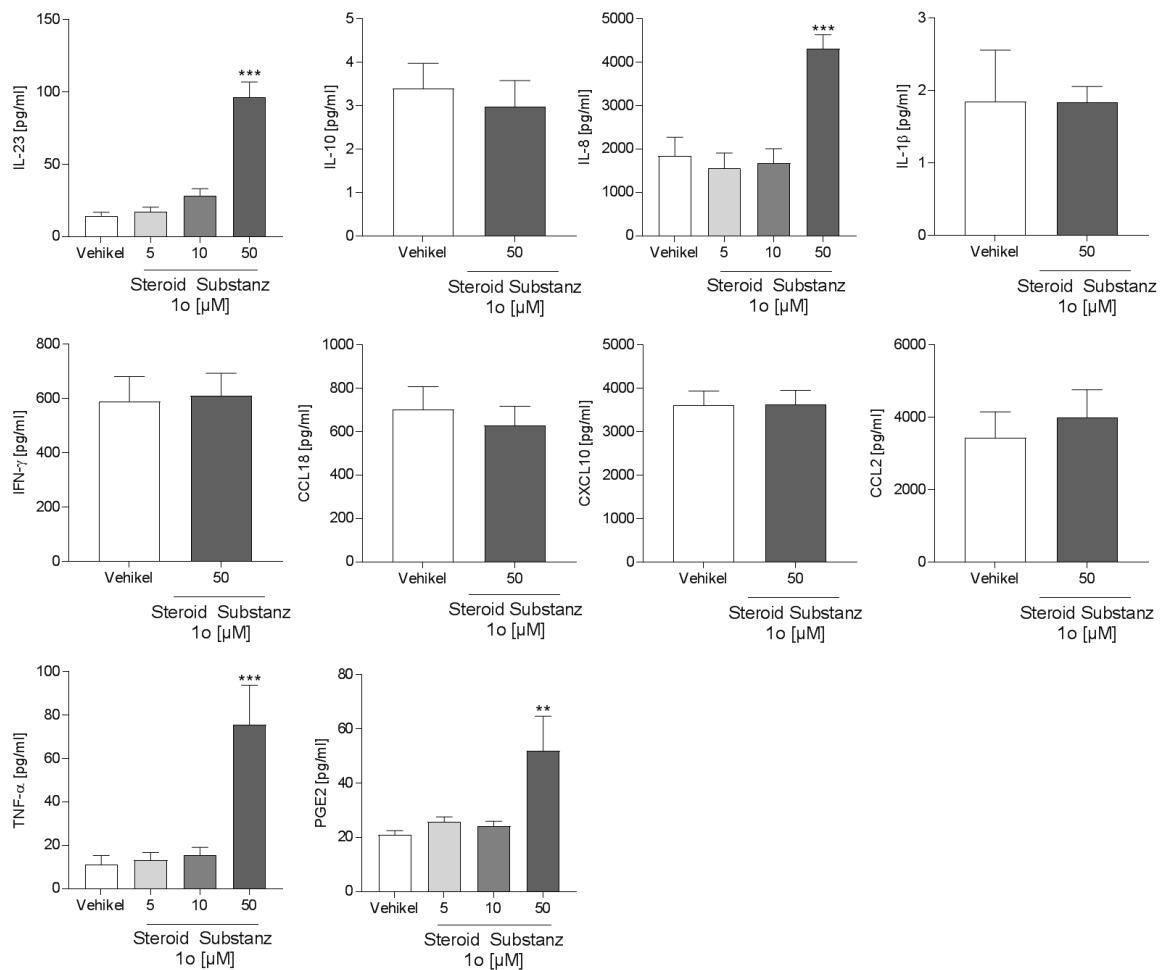 IL-23 [pg/ml]
150
100
50
0
***
Vehikel 5 10 50
Steroid Substanz
1o [µM]
IL-10 [pg/ml]
5
4
3
2
1
0
Vehikel 50
Steroid Substanz
1o [µM]
IL-8 [pg/ml]
5000
4000
3000
2000
1000
0
***
Vehikel 5 10 50
Steroid Substanz
1o [µM]
IL-1β [pg/ml]
3
2
1
0
Vehikel 50
Steroid Substanz
1o [µM]
IFN-γ [pg/ml]
800
600
400
200
0
Vehikel 50
Steroid Substanz
1o [µM]
CCL18 [pg/ml]
1000
800
600
400
200
0
Vehikel 50
Steroid Substanz
1o [µM]
CXCL10 [pg/ml]
5000
4000
3000
2000
1000
0
Vehikel 50
Steroid Substanz
1o [µM]
CCL2 [pg/ml]
6000
4000
2000
0
Vehikel 50
Steroid Substanz
1o [µM]
TNF-α [pg/ml]
100
80
60
40
20
0
***
Vehikel 5 10 50
Steroid Substanz
1o [µM]
PGE2 [pg/ml]
80
60
40
20
0
**
Vehikel 5 10 50
Steroid Substanz
1o [µM]